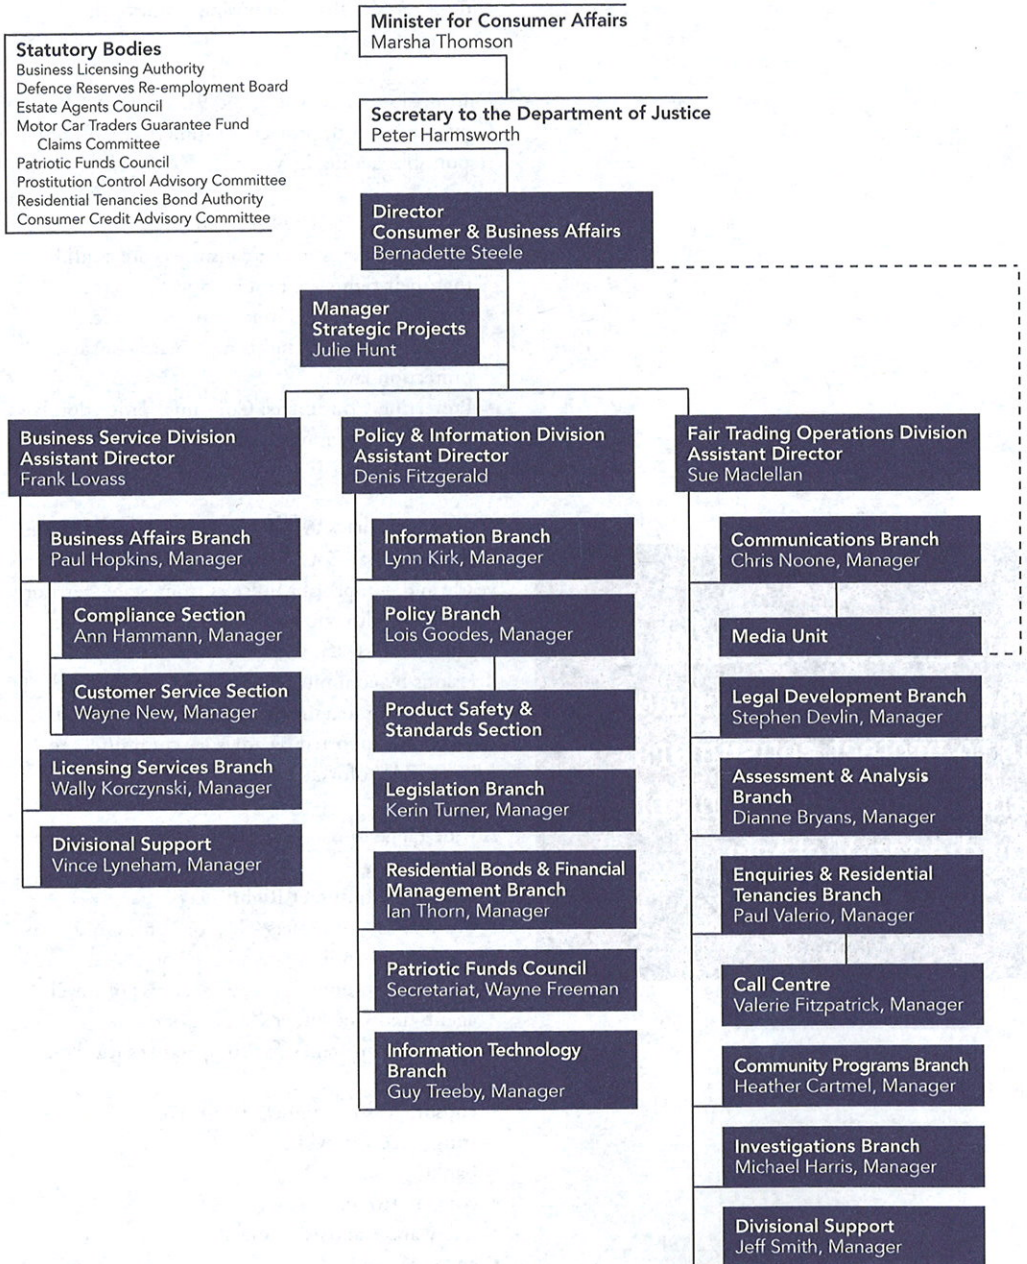 Minister for Consumer Affairs
Marsha Thomson
Statutory Bodies
Business Licensing Authority
Defence Reserves Re-employment Board
Estate Agents Council
Motor Car Traders Guarantee Fund
Claims Committee
Patriotic Funds Council
Prostitution Control Advisory Committee
Residential Tenancies Bond Authority
Consumer Credit Advisory Committee
Secretary to the Department of Justice
Peter Harmsworth
Director
Consumer & Business Affairs
Bernadette Steele
Manager
Strategic Projects
Julie Hunt
Business Service Division
Assistant Director
Frank Lovass
Business Affairs Branch
Paul Hopkins, Manager
Compliance Section
Ann Hammann, Manager
Customer Service Section
Wayne New, Manager
Licensing Services Branch
Wally Korczynski, Manager
Divisional Support
Vince Lyneham, Manager
Policy & Information Division
Assistant Director
Denis Fitzgerald
Information Branch
Lynn Kirk, Manager
Policy Branch
Lois Goodes, Manager
Product Safety &
Standards Section
Legislation Branch
Kerin Turner, Manager
Residential Bonds & Financial
Management Branch
Ian Thorn, Manager
Patriotic Funds Council
Secretariat, Wayne Freeman
Information Technology
Branch
Guy Treeby, Manager
Fair Trading Operations Division
Assistant Director
Sue Maclellan
Communications Branch
Chris Noone, Manager
Media Unit
Legal Development Branch
Stephen Devlin, Manager
Assessment & Analysis
Branch
Dianne Bryans, Manager
Enquiries & Residential
Tenancies Branch
Paul Valerio, Manager
Call Centre
Valerie Fitzpatrick, Manager
Community Programs Branch
Heather Cartmel, Manager
Investigations Branch
Michael Harris, Manager
Divisional Support
Jeff Smith, Manager